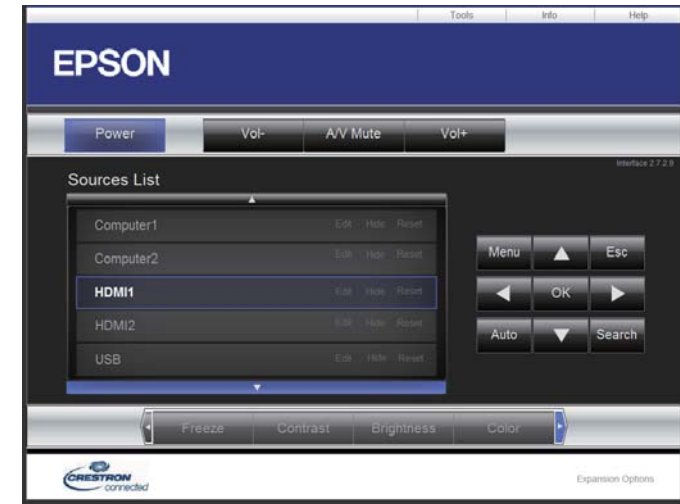 Tools Info Help
EPSON
Power Vol- A/V Mute Vol+
Interface 2.7.2.9
Sources List
Computer1 Edit Hide Reset
Computer2 Edit Hide Reset
HDMI1 Edit Hide Reset
HDMI2 Edit Hide Reset
USB Edit Hide Reset
Menu Esc
OK
Auto Search
Freeze Contrast Brightness Color
CRESTRON
connected
Expansion Options